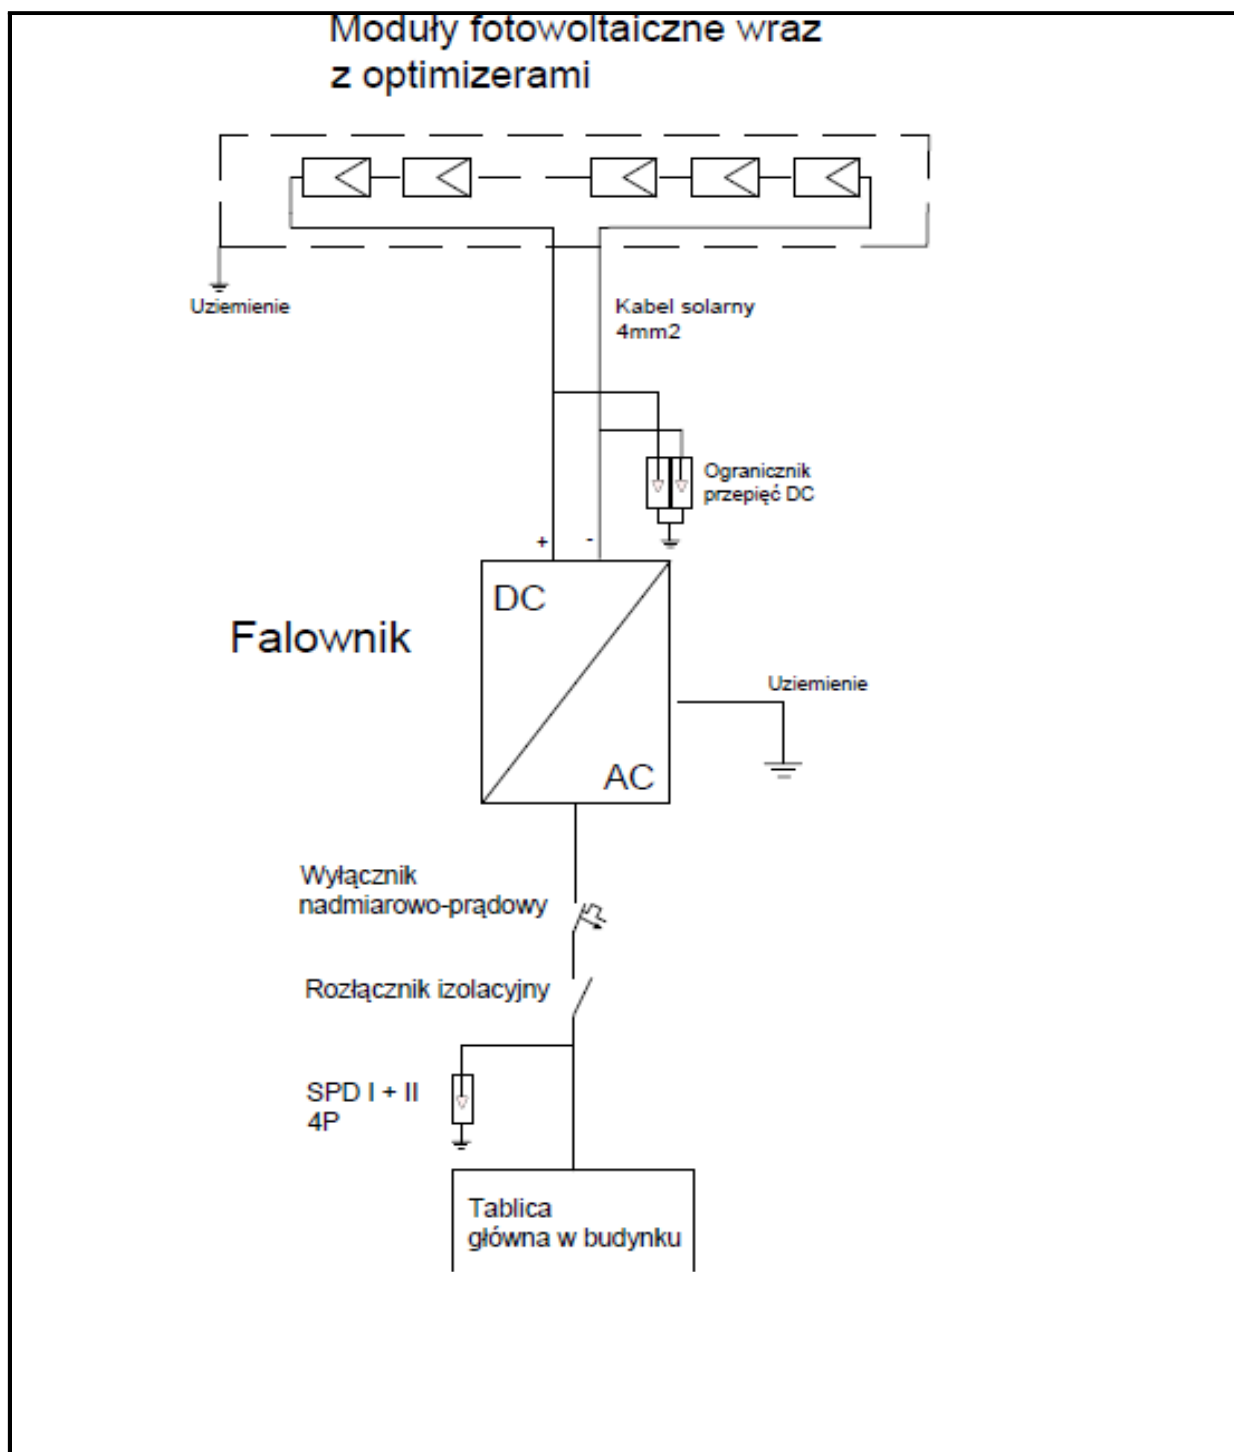 Moduły fotowoltaiczne wraz
z optimizerami
Uziemienie
Kabel solarny
4mm2
Ogranicznik
przepięć DC
+ -
DC
Falownik
Uziemienie
AC
Wyłącznik
nadmiarowo-prądowy
Rozłącznik izolacyjny
SPD I + II
4P
Tablica
główna w budynku